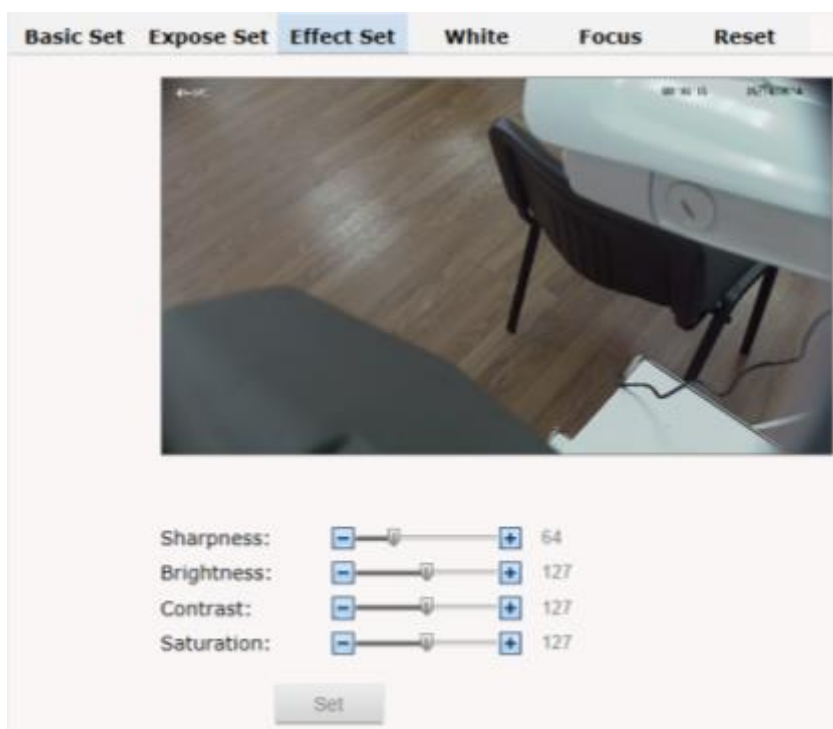 Basic Set Expose Set Effect Set White Focus Reset
Sharpness: 64
Brightness: 127
Contrast: 127
Saturation: 127
Set